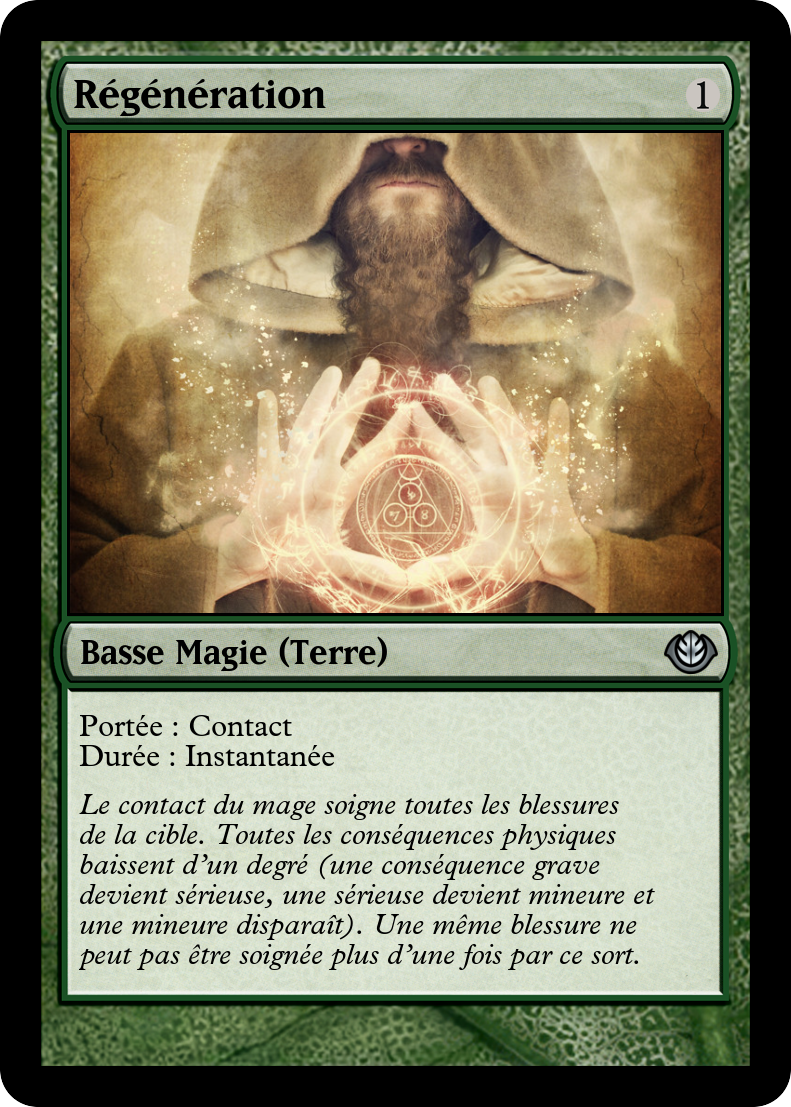 Régénération
1
Basse Magie (Terre)
Portée : Contact
Durée : Instantanée
Le contact du mage soigne toutes les blessures
de la cible. Toutes les conséquences physiques
baissent d'un degré (une conséquence grave
devient sérieuse, une sérieuse devient mineure et
une mineure disparaît). Une même blessure ne
peut pas être soignée plus d'une fois par ce sort.